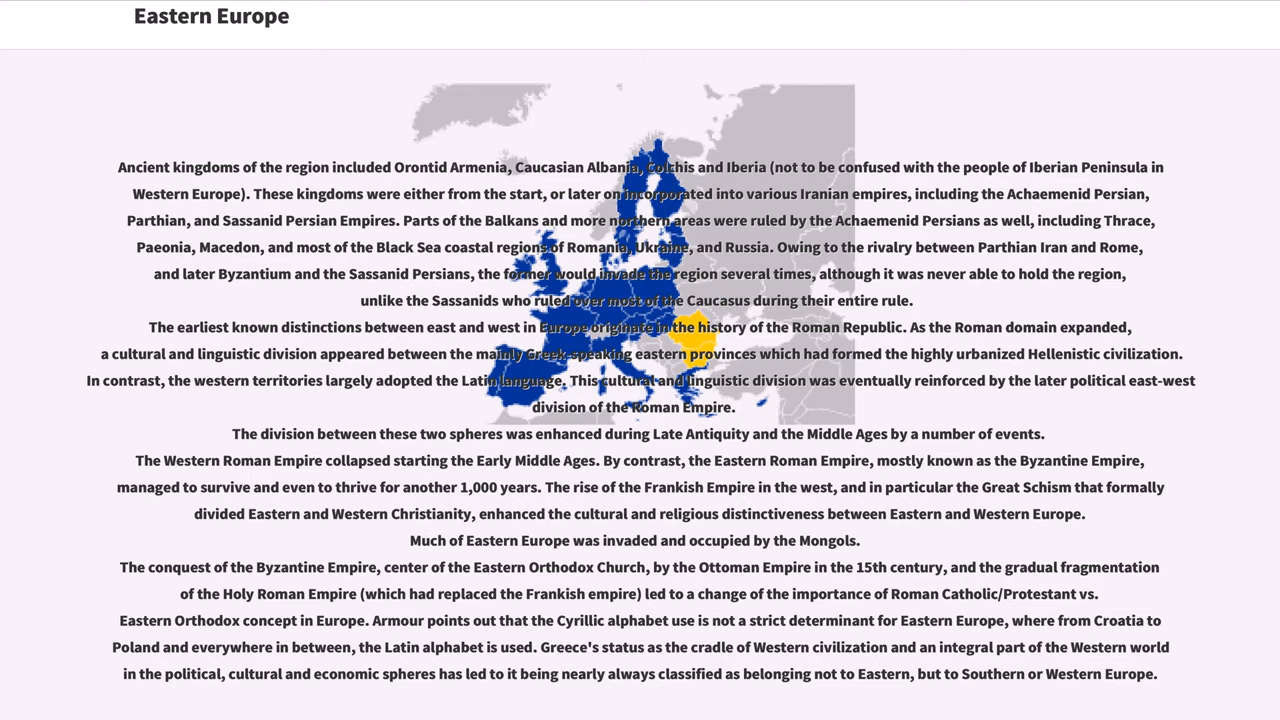 Eastern Europe
Ancient kingdoms of the region included Orontid Armenia, Caucasian Albania, Colchis and Iberia (not to be confused with the people of Iberian Peninsula in
Western Europe). These kingdoms were either from the start, or later on incorporated into various Iranian empires, including the Achaemenid Persian,
Parthian, and Sassanid Persian Empires. Parts of the Balkans and more northern areas were ruled by the Achaemenid Persians as well, including Thrace,
Paeonia, Macedon, and most of the Black Sea coastal regions of Romania, Ukraine, and Russia. Owing to the rivalry between Parthian Iran and Rome,
and later Byzantium and the Sassanid Persians, the former would invade the region several times, although it was never able to hold the region,
unlike the Sassanids who ruled over most of the Caucasus during their entire rule.
The earliest known distinctions between east and west in Europe originate in the history of the Roman Republic. As the Roman domain expanded,
a cultural and linguistic division appeared between the mainly Greek-speaking eastern provinces which had formed the highly urbanized Hellenistic civilization.
In contrast, the western territories largely adopted the Latin language. This cultural and linguistic division was eventually reinforced by the later political east-west
division of the Roman Empire.
The division between these two spheres was enhanced during Late Antiquity and the Middle Ages by a number of events.
The Western Roman Empire collapsed starting the Early Middle Ages. By contrast, the Eastern Roman Empire, mostly known as the Byzantine Empire,
managed to survive and even to thrive for another 1,000 years. The rise of the Frankish Empire in the west, and in particular the Great Schism that formally
divided Eastern and Western Christianity, enhanced the cultural and religious distinctiveness between Eastern and Western Europe.
Much of Eastern Europe was invaded and occupied by the Mongols.
The conquest of the Byzantine Empire, center of the Eastern Orthodox Church, by the Ottoman Empire in the 15th century, and the gradual fragmentation
of the Holy Roman Empire (which had replaced the Frankish empire) led to a change of the importance of Roman Catholic/Protestant vs.
Eastern Orthodox concept in Europe. Armour points out that the Cyrillic alphabet use is not a strict determinant for Eastern Europe, where from Croatia to
Poland and everywhere in between, the Latin alphabet is used. Greece's status as the cradle of Western civilization and an integral part of the Western world
in the political, cultural and economic spheres has led to it being nearly always classified as belonging not to Eastern, but to Southern or Western Europe.